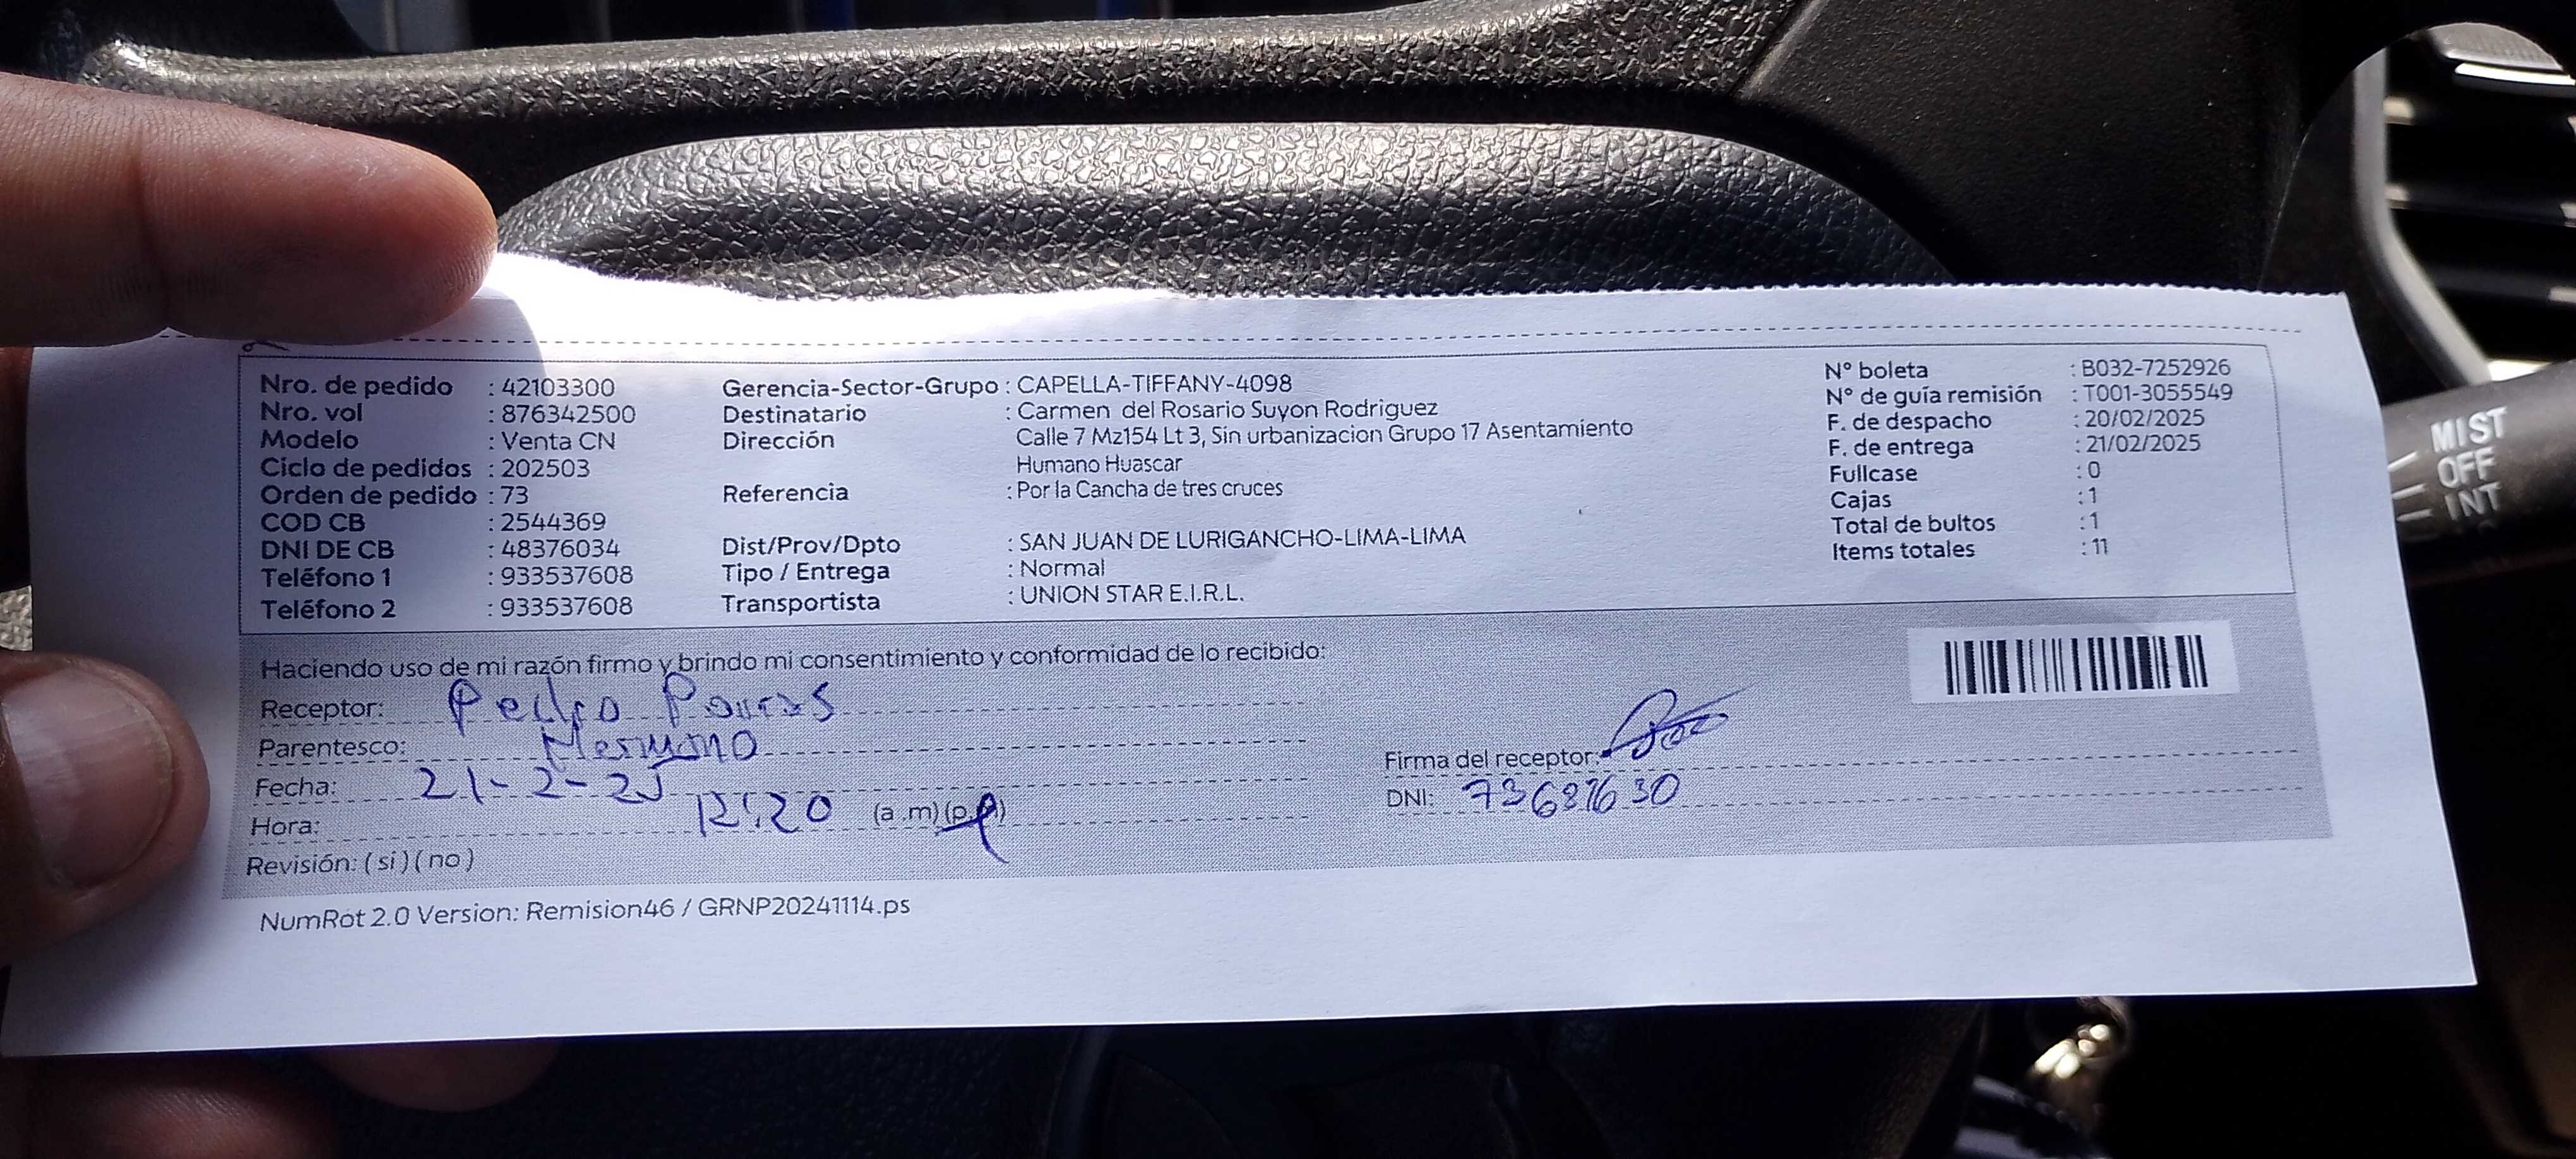 Nro. de pedido : 42103300
Nro. vol : 876342500
Modelo : Venta CN
Ciclo de pedidos : 202503
Orden de pedido : 73
COD CB : 2544369
DNI DE CB : 48376034
Teléfono 1 : 933537608
Teléfono 2 : 933537608
Gerencia-Sector-Grupo : CAPELLA-TIFFANY-4098
Destinatario : Carmen del Rosario Suyon Rodriguez
Dirección Calle 7 Mz154 Lt 3, Sin urbanizacion Grupo 17 Asentamiento
Humano Huascar
Referencia : Por la Cancha de tres cruces
Dist/Prov/Dpto : SAN JUAN DE LURIGANCHO-LIMA-LIMA
Tipo / Entrega : Normal
Transportista : UNION STAR E.I.R.L.
N° boleta : B032-7252926
N° de guía remisión : T001-3055549
F. de despacho : 20/02/2025
F. de entrega : 21/02/2025
Fullcase : 0
Cajas : 1
Total de bultos : 1
Items totales : 11
Haciendo uso de mi razón firmo y brindo mi consentimiento y conformidad de lo recibido:
Receptor: Pedro
Parentesco:
Fecha: 21-2-25
Hora: 12:20 (a .m)
Revisión: ( si ) ( no )
Firma del receptor:
DNI:
NumRot 2.0 Version: Remision46 / GRNP20241114.ps
MIST
OFF
INT